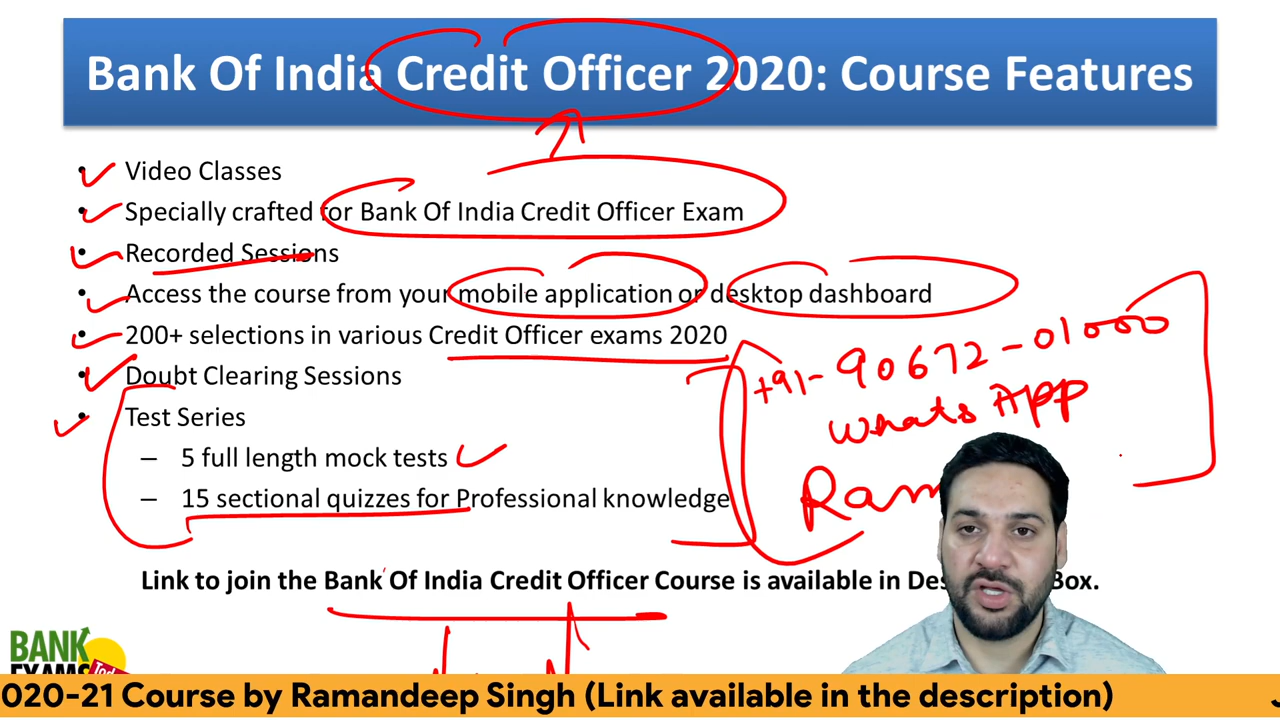 Bank Of India Credit Officer 2020: Course Features
• Video Classes
• Specially crafted for Bank Of India Credit Officer Exam
• Recorded Sessions
• Access the course from your mobile application or desktop dashboard
• 200+ selections in various Credit Officer exams 2020
• Doubt Clearing Sessions
• Test Series
– 5 full length mock tests
– 15 sectional quizzes for Professional knowledge
+91-90672-01000
WhatsApp
Link to join the Bank Of India Credit Officer Course is available in
BANK
EXAMS Today
020-21 Course by Ramandeep Singh (Link available in the description)